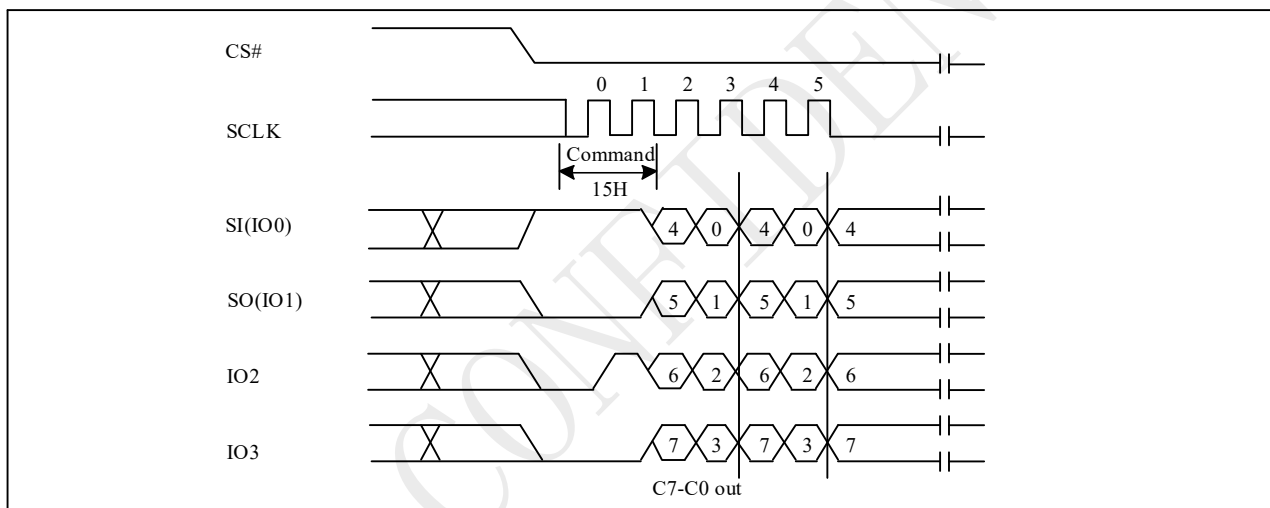 CS#
0 1 2 3 4 5
SCLK
Command
15H
SI(IO0) 4 0 4 0 4
SO(IO1) 5 1 5 1 5
IO2 6 2 6 2 6
IO3 7 3 7 3 7
C7-C0 out
CONFIDEN